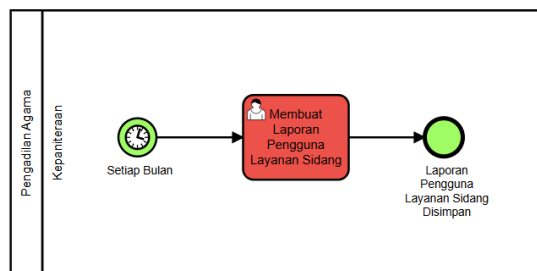 Pengadilan Agama
Kepaniteraan
Setiap Bulan
Membuat
Laporan
Pengguna
Layanan Sidang
Laporan
Pengguna
Layanan Sidang
Disimpan